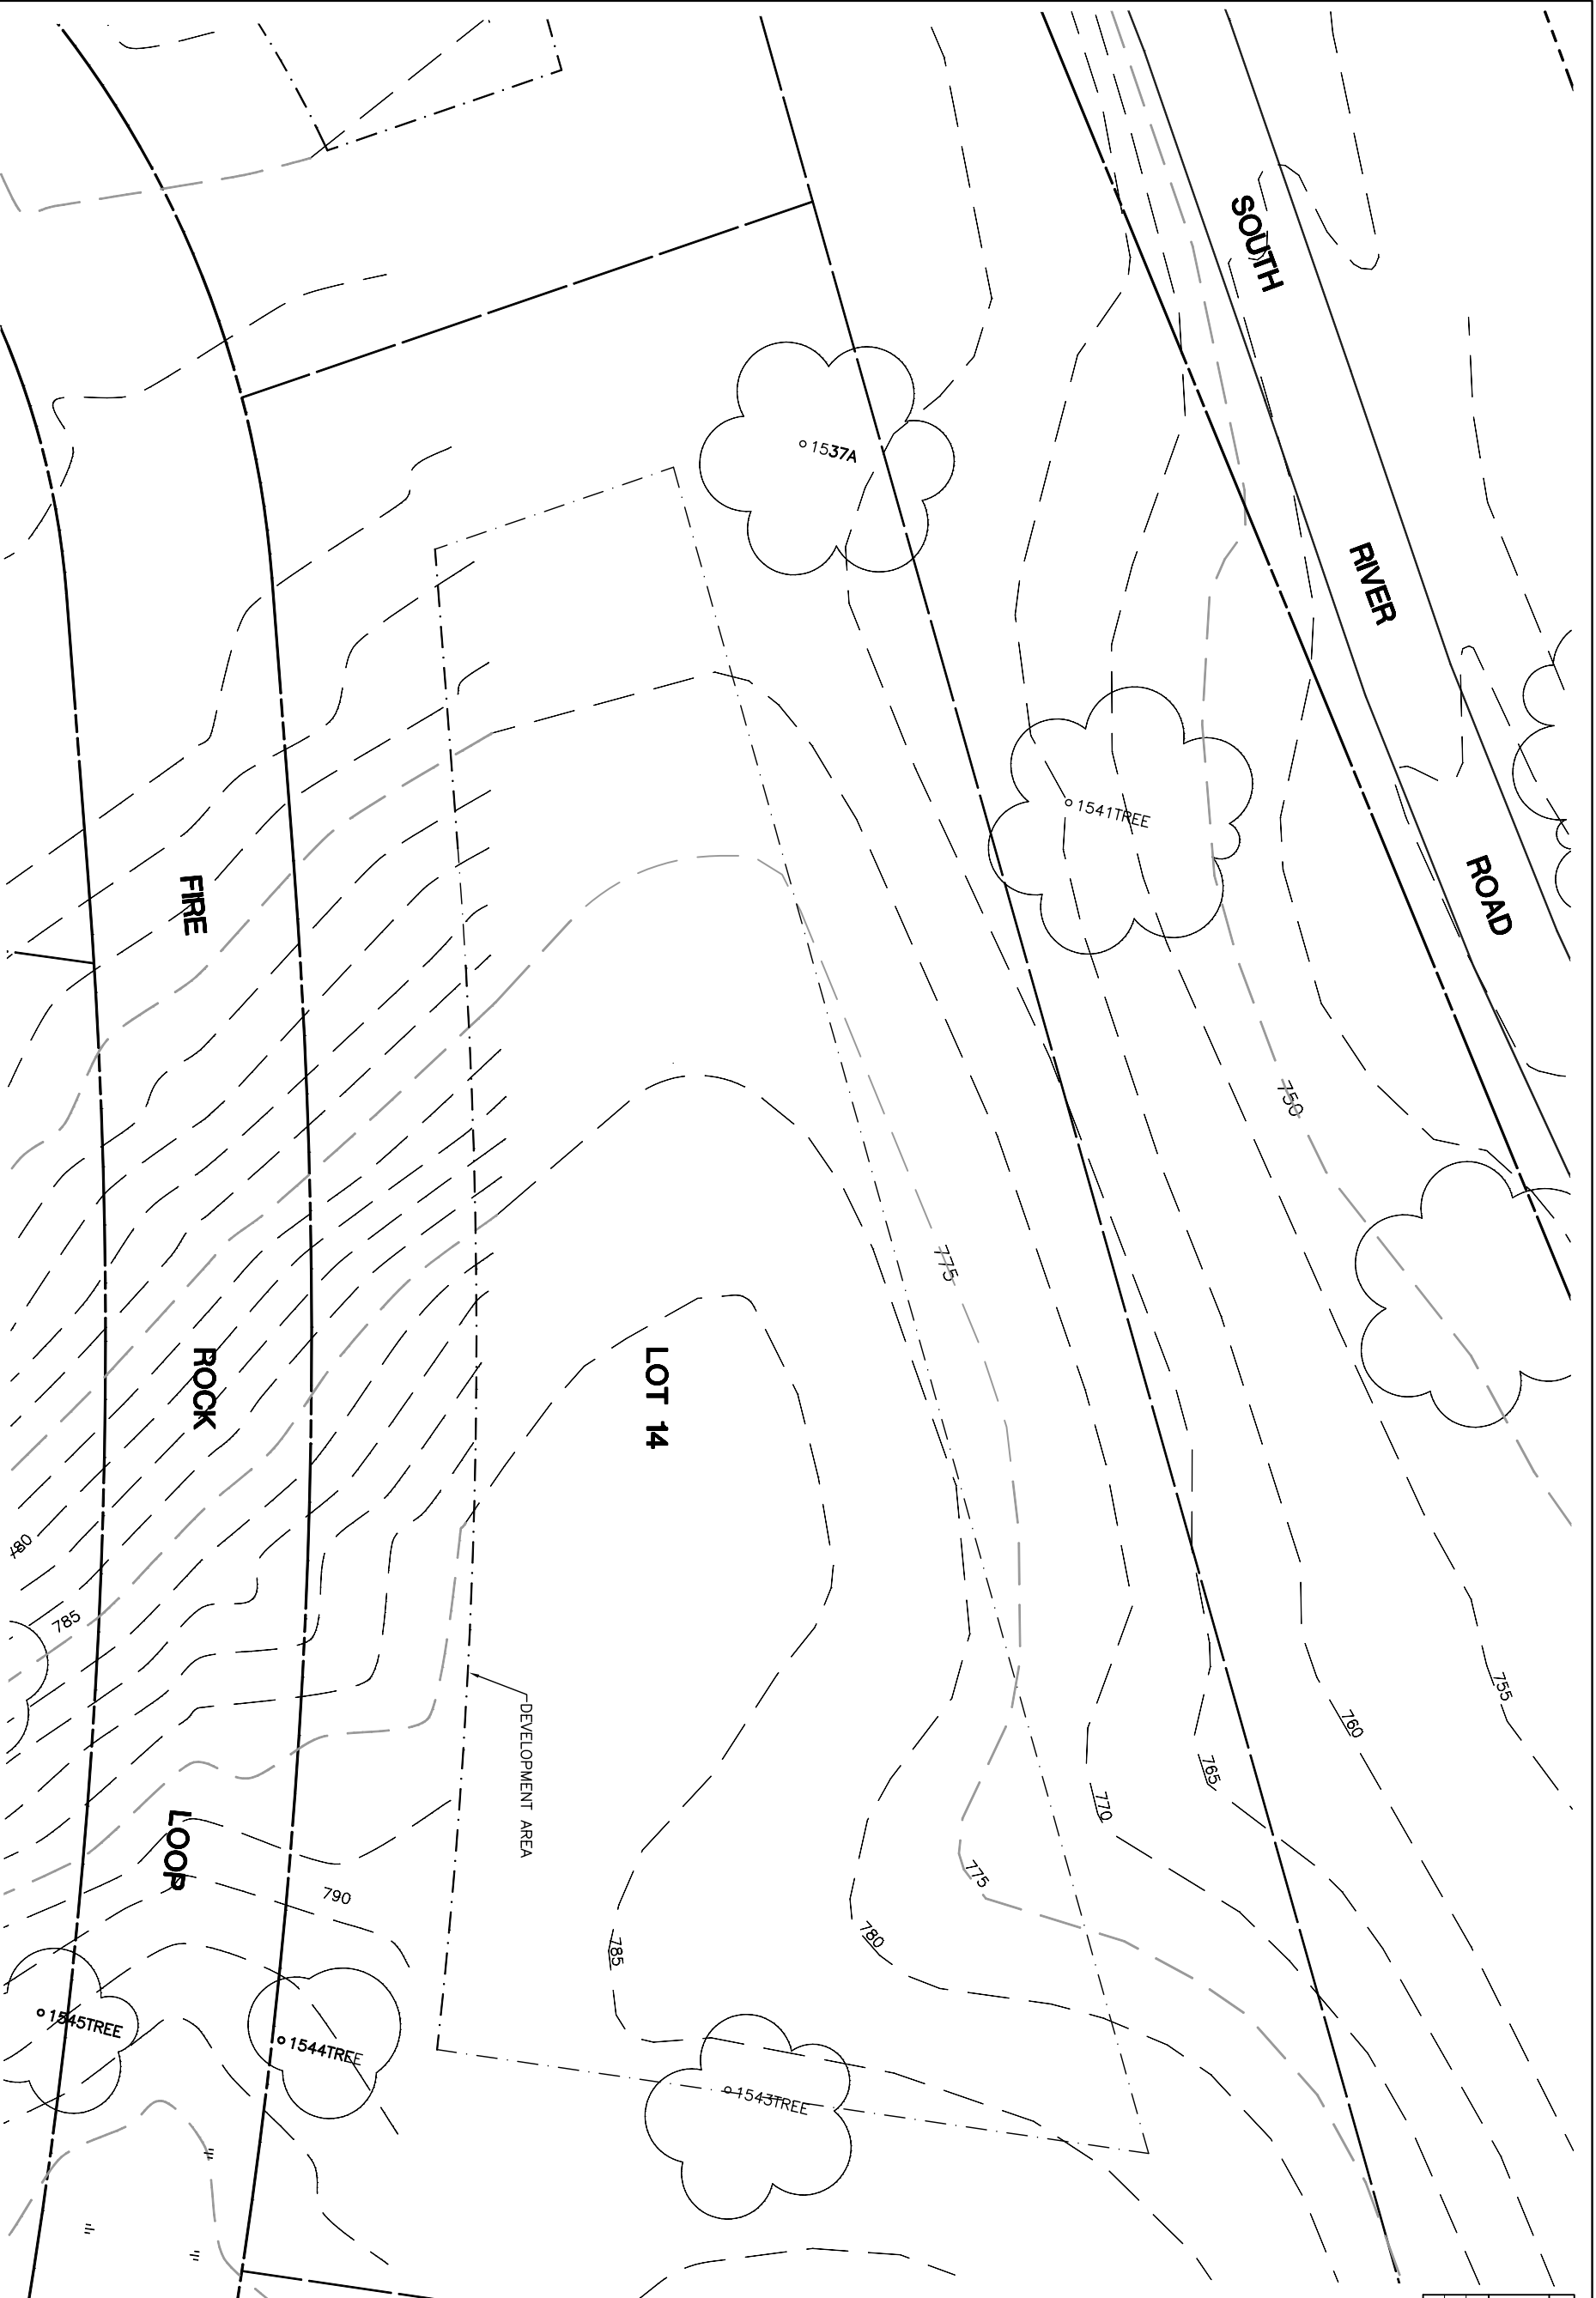 SOUTH
RIVER
ROAD
1537A
1541TREE
FIRE
750
775
ROCK
LOT 14
780
785
755
760
765
770
DEVELOPMENT AREA
LOOP
775
790
780
785
1545TREE
1544TREE
1543TREE